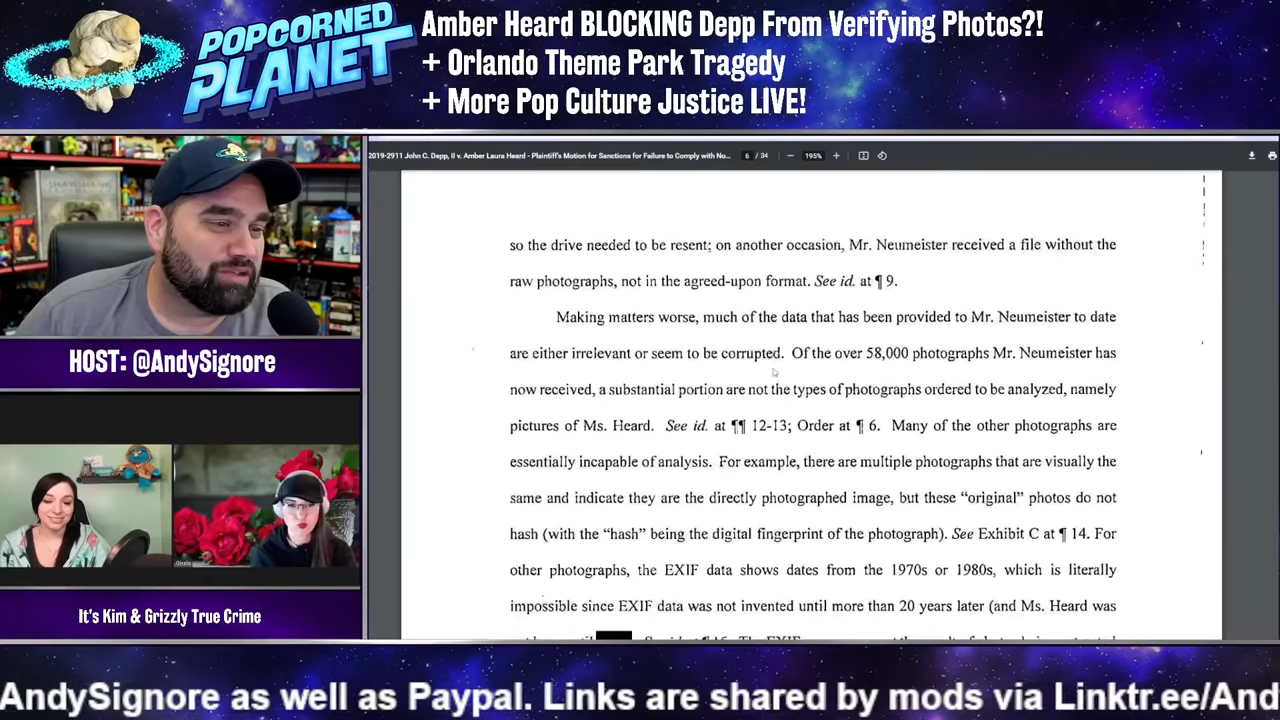 POPCORNED
PLANET
Amber Heard BLOCKING Depp From Verifying Photos?!
+ Orlando Theme Park Tragedy
+ More Pop Culture Justice LIVE!
2019-2911 John C. Depp, II v. Amber Laura Heard - Plaintiff's Motion for Sanctions for Failure to Comply with No... 6 / 34 — 195% +
so the drive needed to be resent; on another occasion, Mr. Neumeister received a file without the
raw photographs, not in the agreed-upon format. See id. at ¶ 9.
Making matters worse, much of the data that has been provided to Mr. Neumeister to date
are either irrelevant or seem to be corrupted. Of the over 58,000 photographs Mr. Neumeister has
now received, a substantial portion are not the types of photographs ordered to be analyzed, namely
pictures of Ms. Heard. See id. at ¶¶ 12-13; Order at ¶ 6. Many of the other photographs are
essentially incapable of analysis. For example, there are multiple photographs that are visually the
same and indicate they are the directly photographed image, but these “original” photos do not
hash (with the “hash” being the digital fingerprint of the photograph). See Exhibit C at ¶ 14. For
other photographs, the EXIF data shows dates from the 1970s or 1980s, which is literally
impossible since EXIF data was not invented until more than 20 years later (and Ms. Heard was
HOST: @AndySignore
It's Kim & Grizzly True Crime
AndySignore as well as Paypal. Links are shared by mods via Linktr.ee/And